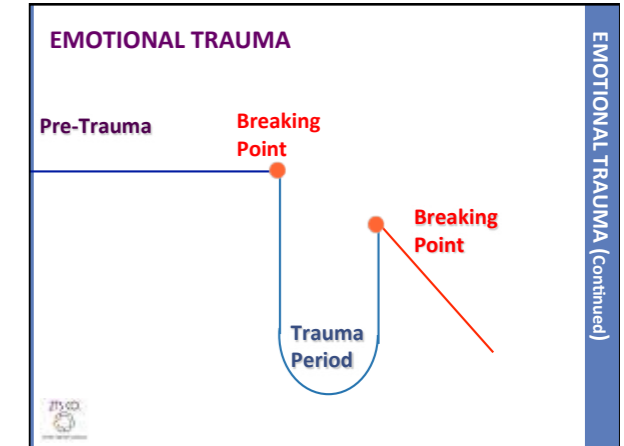 EMOTIONAL TRAUMA
Pre-Trauma
Breaking
Point
Breaking
Point
Trauma
Period
EMOTIONAL TRAUMA (Continued)